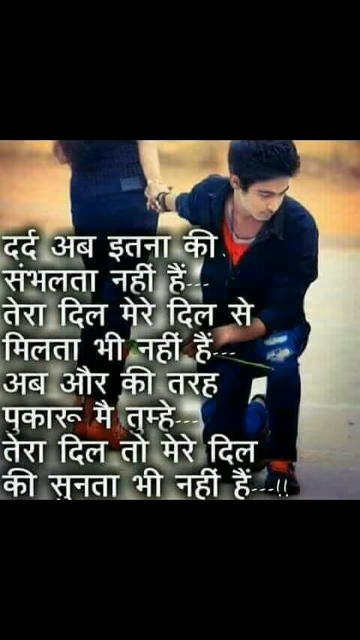 दर्द अब इतना की
संभलता नहीं हैं---
तेरा दिल मेरे दिल से
मिलता भी नहीं हैं---
अब और की तरह
पुकारू मै तुम्हे---
तेरा दिल तो मेरे दिल
की सुनता भी नहीं हैं---!!